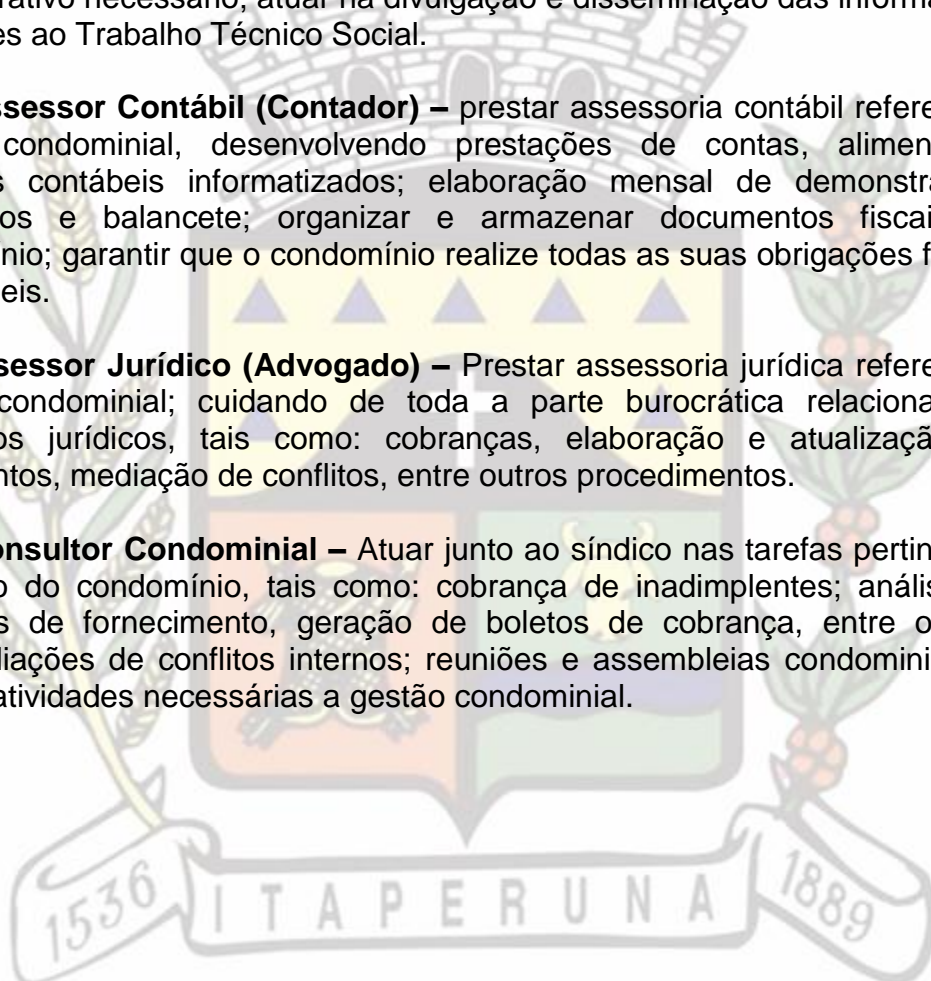 rativo necessário, atuar na divulgação e disseminação das informa
es ao Trabalho Técnico Social.
ssessor Contábil (Contador) – prestar assessoria contábil refere
condominial, desenvolvendo prestações de contas, alimen
s contábeis informatizados; elaboração mensal de demonstra
os e balancete; organizar e armazenar documentos fiscai
nio; garantir que o condomínio realize todas as suas obrigações f
eis.
sessor Jurídico (Advogado) – Prestar assessoria jurídica refere
condominial; cuidando de toda a parte burocrática relaciona
os jurídicos, tais como: cobranças, elaboração e atualizaçã
ntos, mediação de conflitos, entre outros procedimentos.
onsultor Condominial – Atuar junto ao síndico nas tarefas pertin
o do condomínio, tais como: cobrança de inadimplentes; anális
s de fornecimento, geração de boletos de cobrança, entre o
diações de conflitos internos; reuniões e assembleias condomini
atividades necessárias a gestão condominial.
1536 ITAPERUNA 1889